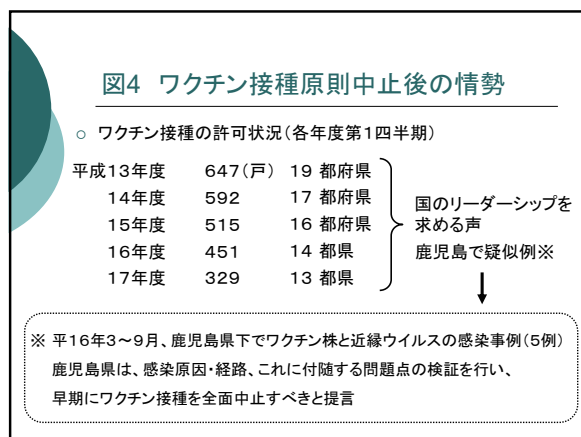 図4 ワクチン接種原則中止後の情勢
○ ワクチン接種の許可状況(各年度第1四半期)
平成13年度 647(戸) 19 都府県
14年度 592 17 都府県
15年度 515 16 都府県
16年度 451 14 都県
17年度 329 13 都県
国のリーダーシップを
求める声
鹿児島で疑似例※
※ 平16年3~9月、鹿児島県下でワクチン株と近縁ウイルスの感染事例(5例)
鹿児島県は、感染原因・経路、これに付随する問題点の検証を行い、
早期にワクチン接種を全面中止すべきと提言